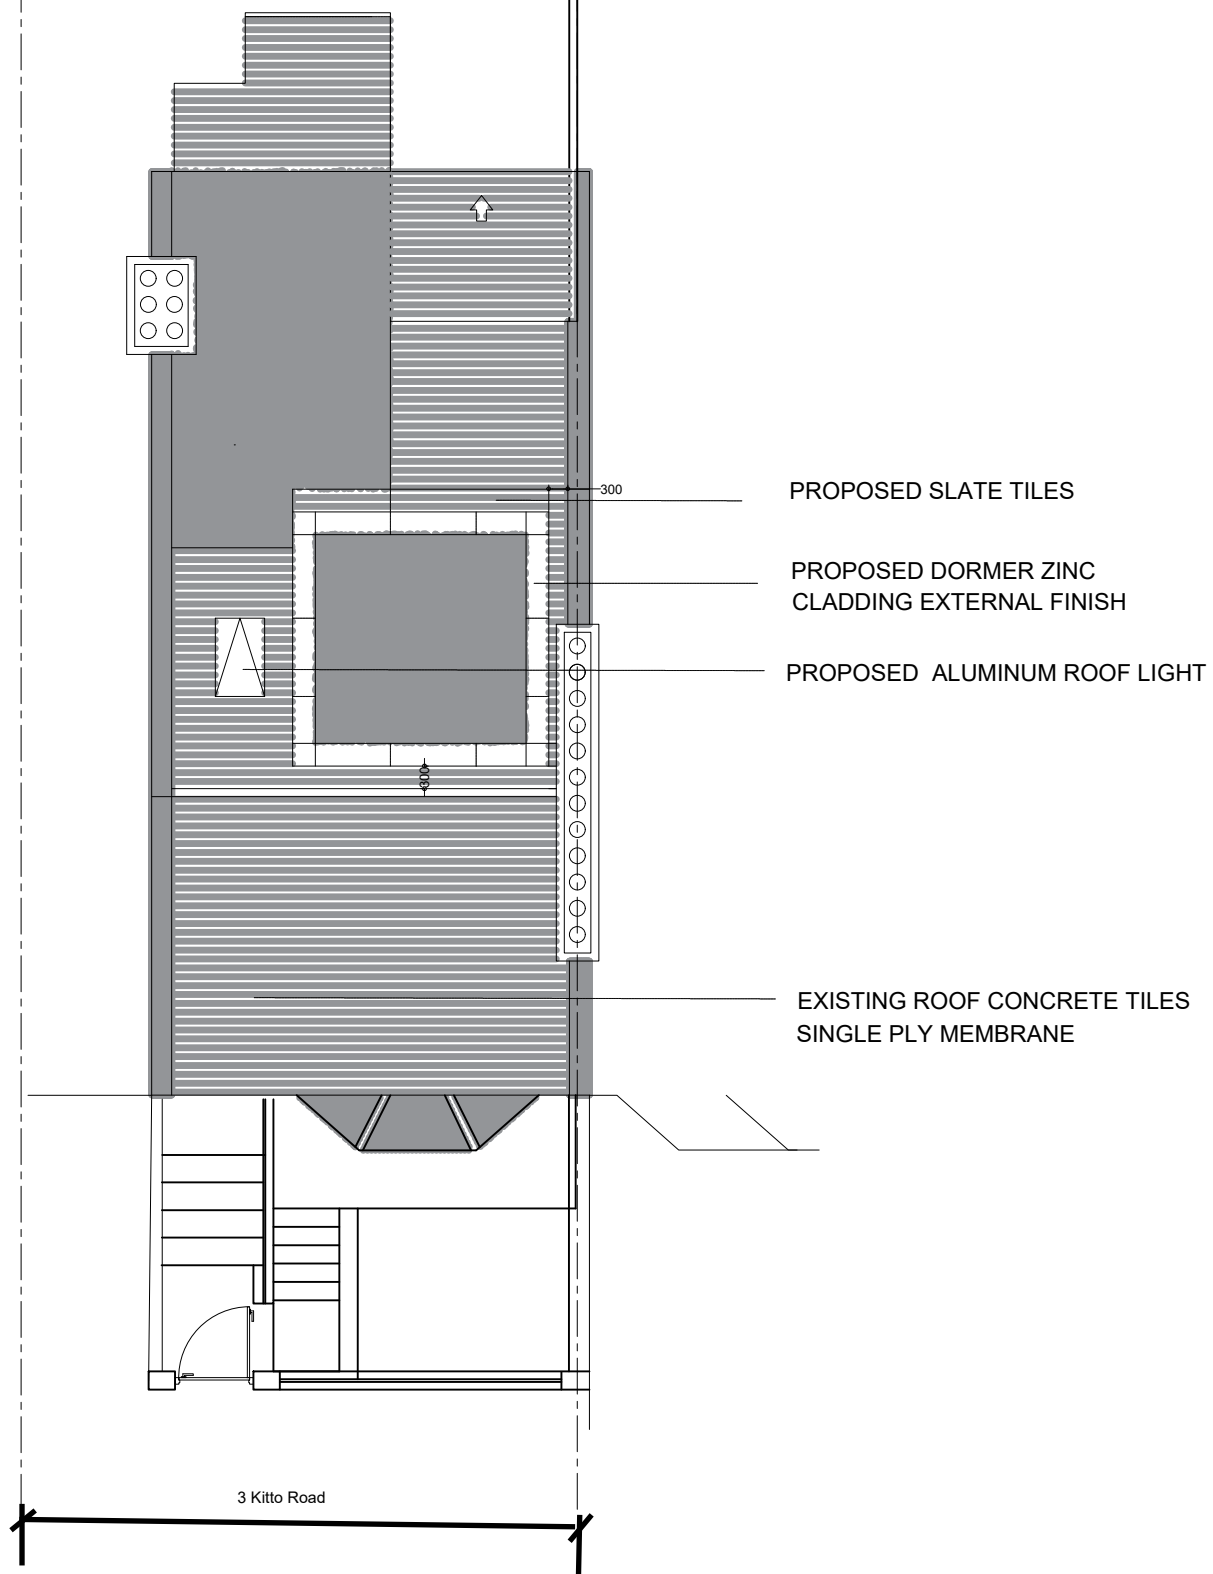 300
PROPOSED SLATE TILES
PROPOSED DORMER ZINC
CLADDING EXTERNAL FINISH
PROPOSED ALUMINUM ROOF LIGHT
300
EXISTING ROOF CONCRETE TILES
SINGLE PLY MEMBRANE
3 Kitto Road